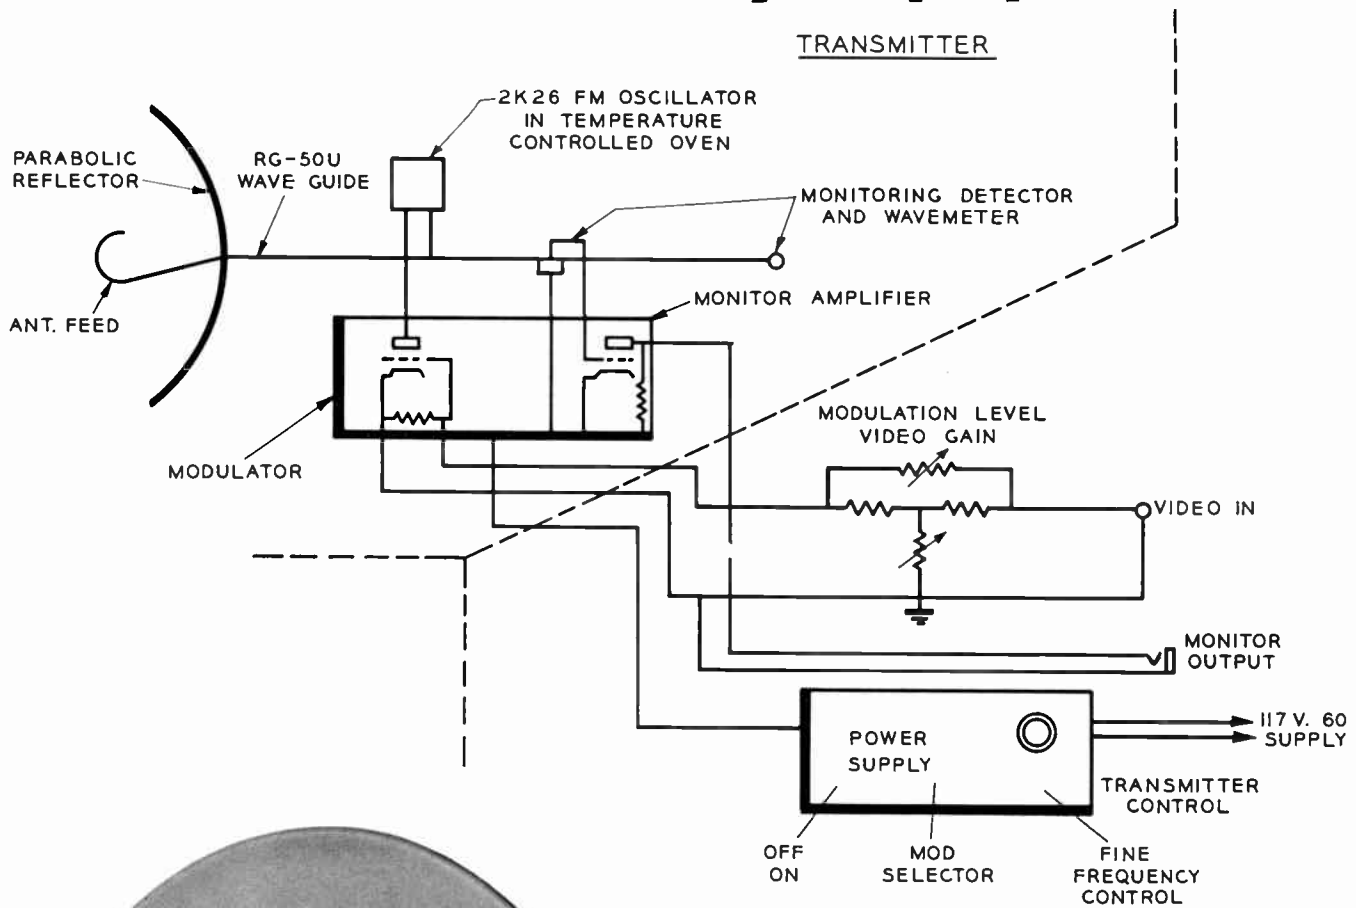 TRANSMITTER
2K26 FM OSCILLATOR
IN TEMPERATURE
CONTROLLED OVEN
PARABOLIC
REFLECTOR
RG-50U
WAVE GUIDE
MONITORING DETECTOR
AND WAVEMETER
ANT. FEED
MONITOR AMPLIFIER
MODULATOR
MODULATION LEVEL
VIDEO GAIN
VIDEO IN
MONITOR
OUTPUT
117 V. 60
SUPPLY
POWER
SUPPLY
TRANSMITTER
CONTROL
OFF
ON
MOD
SELECTOR
FINE
FREQUENCY
CONTROL